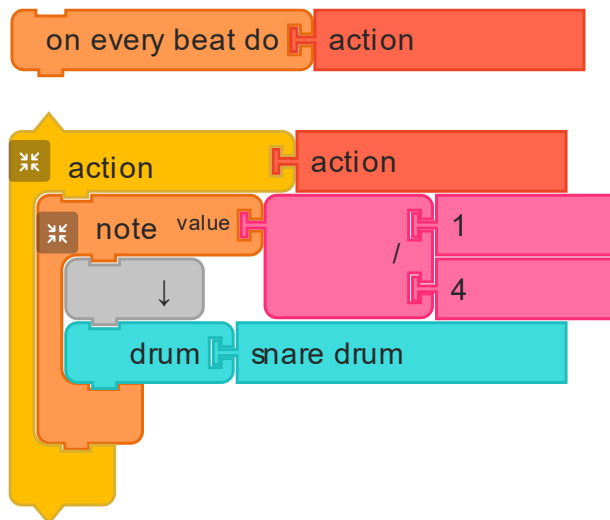 on every beat do action
action action
note value 1
/
4
↓
drum snare drum